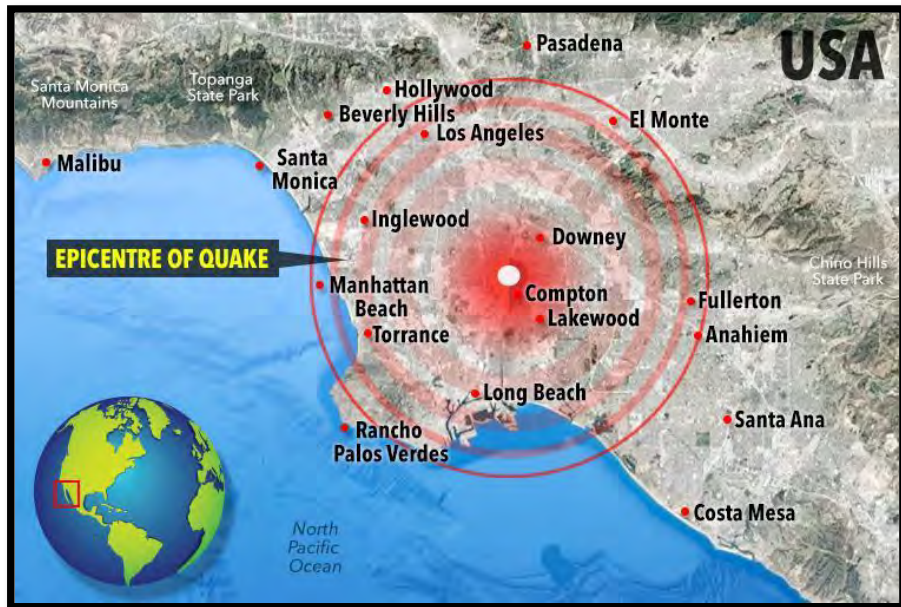 Pasadena
USA
Santa Monica
Mountains
Topanga
State Park
Hollywood
Beverly Hills
Los Angeles
El Monte
Malibu
Santa
Monica
Inglewood
Downey
EPICENTRE OF QUAKE
Chino Hills
State Park
Manhattan
Beach
Compton
Fullerton
Lakewood
Torrance
Anahiem
Long Beach
Rancho
Palos Verdes
Santa Ana
Costa Mesa
North
Pacific
Ocean